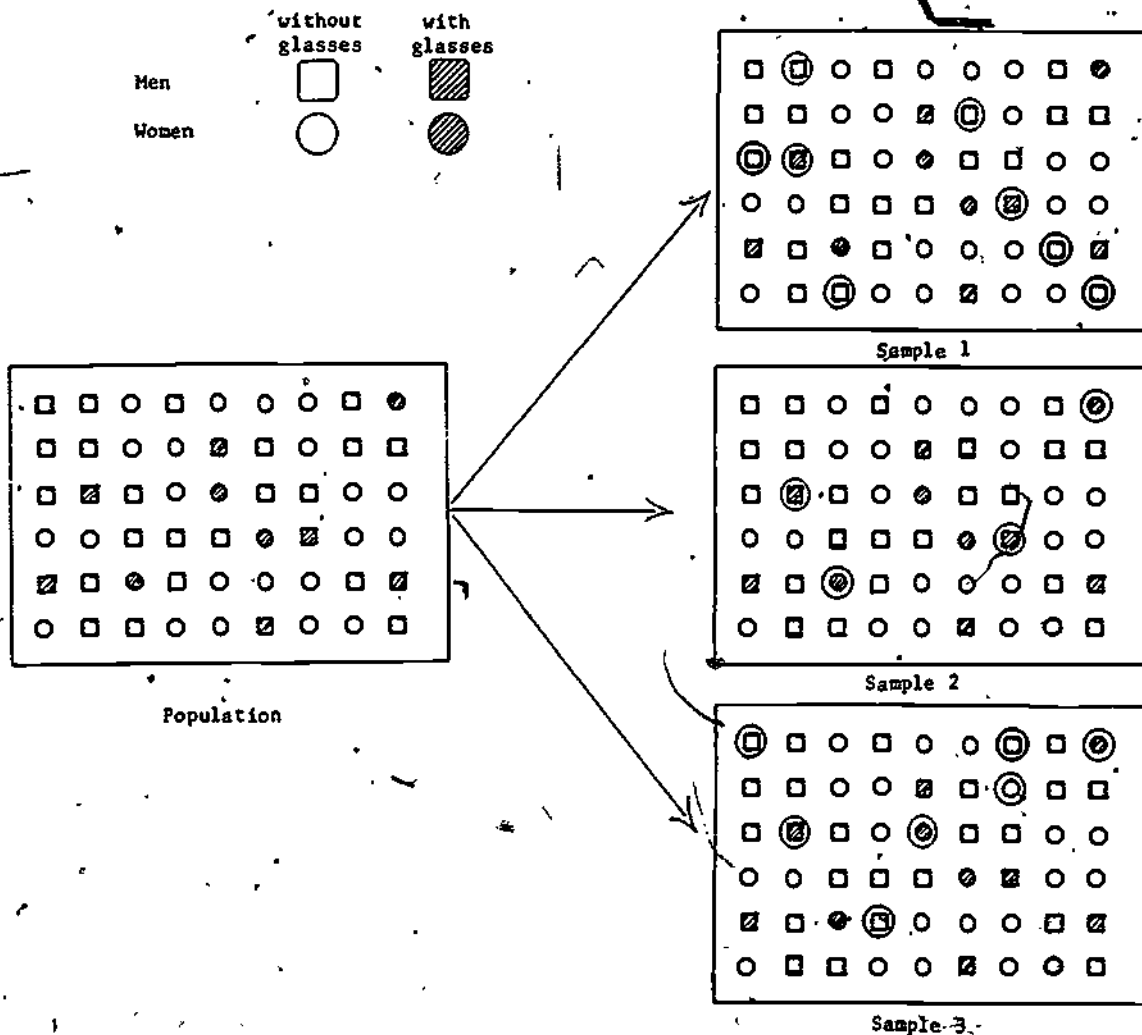 without with
glasses glasses
Men
Women
Sample 1
Population
Sample 2
Sample 3